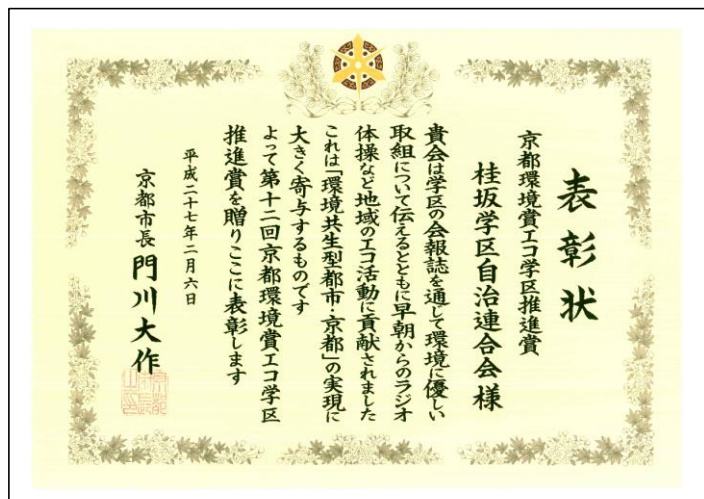 表彰状
京都環境賞エコ学区推進賞
桂坂学区自治連合会様
貴会は学区の会報誌を通じて環境に優しい
取組について伝えるとともに早朝からのラジオ
体操など地域のエコ活動に貢献されました
これは「環境共生型都市・京都」の実現に
大きく寄与するものです
よって第十二回京都環境賞エコ学区
推進賞を贈りここに表彰します
平成二十七年二月六日
京都市長 門川大作